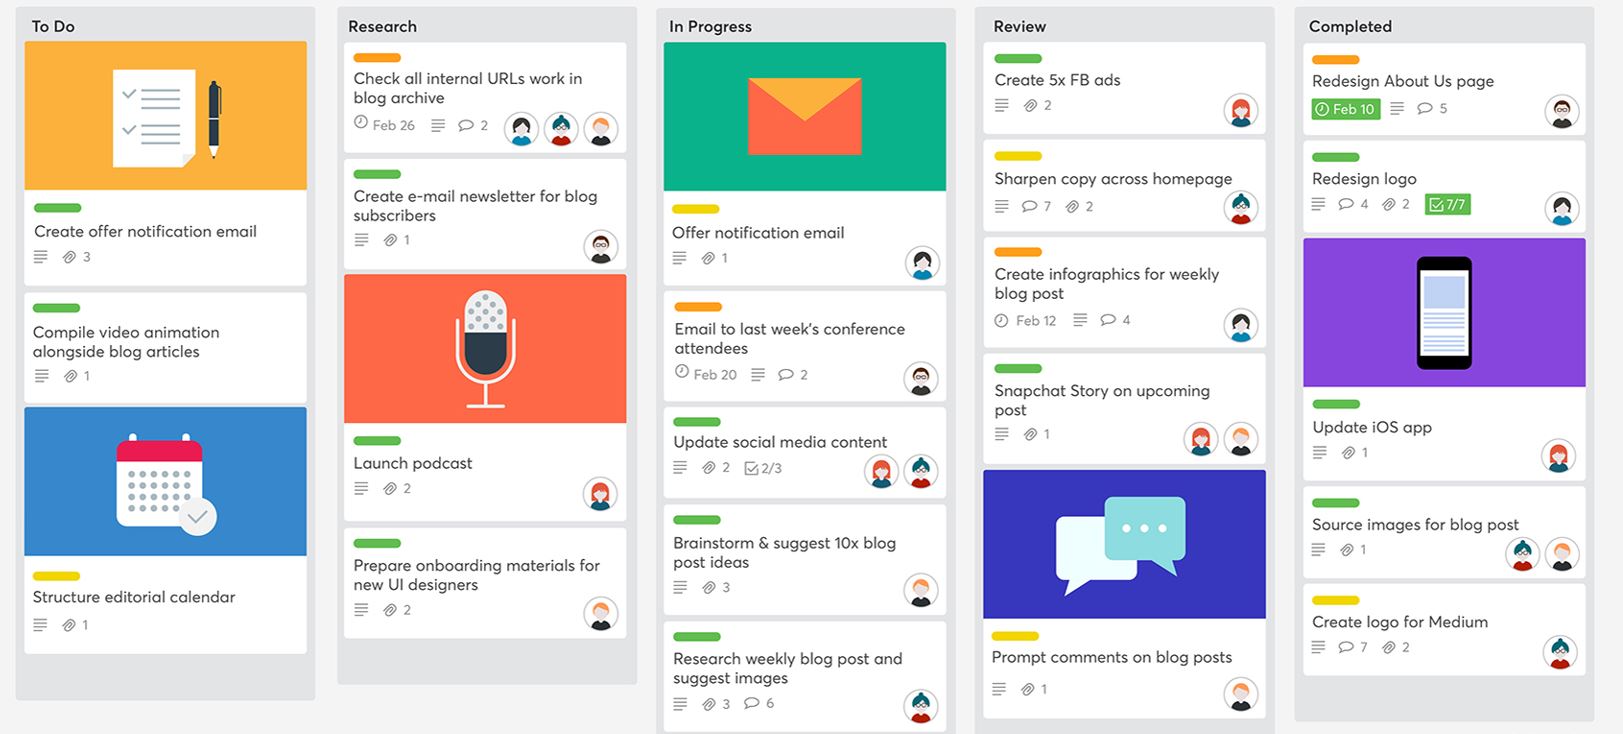 To Do
Create offer notification email
3
Compile video animation
alongside blog articles
1
Structure editorial calendar
1
Research
Check all internal URLs work in
blog archive
Feb 26 2
Create e-mail newsletter for blog
subscribers
1
Launch podcast
2
Prepare onboarding materials for
new UI designers
2
In Progress
Offer notification email
1
Email to last week's conference
attendees
Feb 20 2
Update social media content
2 2/3
Brainstorm & suggest 10x blog
post ideas
3
Research weekly blog post and
suggest images
3 6
Review
Create 5x FB ads
2
Sharpen copy across homepage
7 2
Create infographics for weekly
blog post
Feb 12 4
Snapchat Story on upcoming
post
1
Prompt comments on blog posts
1
Completed
Redesign About Us page
Feb 10 5
Redesign logo
4 2 7/7
Update iOS app
1
Source images for blog post
1
Create logo for Medium
7 2